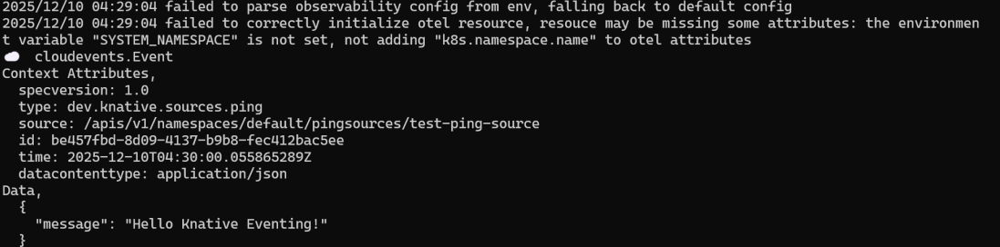 2025/12/10 04:29:04 failed to parse observability config from env, falling back to default config
2025/12/10 04:29:04 failed to correctly initialize otel resource, resouce may be missing some attributes: the environmen
t variable "SYSTEM_NAMESPACE" is not set, not adding "k8s.namespace.name" to otel attributes
☁️  cloudevents.Event
Context Attributes,
  specversion: 1.0
  type: dev.knative.sources.ping
  source: /apis/v1/namespaces/default/pingsources/test-ping-source
  id: be457fbd-8d09-4137-b9b8-fec412bac5ee
  time: 2025-12-10T04:30:00.055865289Z
  datacontenttype: application/json
Data,
  {
    "message": "Hello Knative Eventing!"
  }